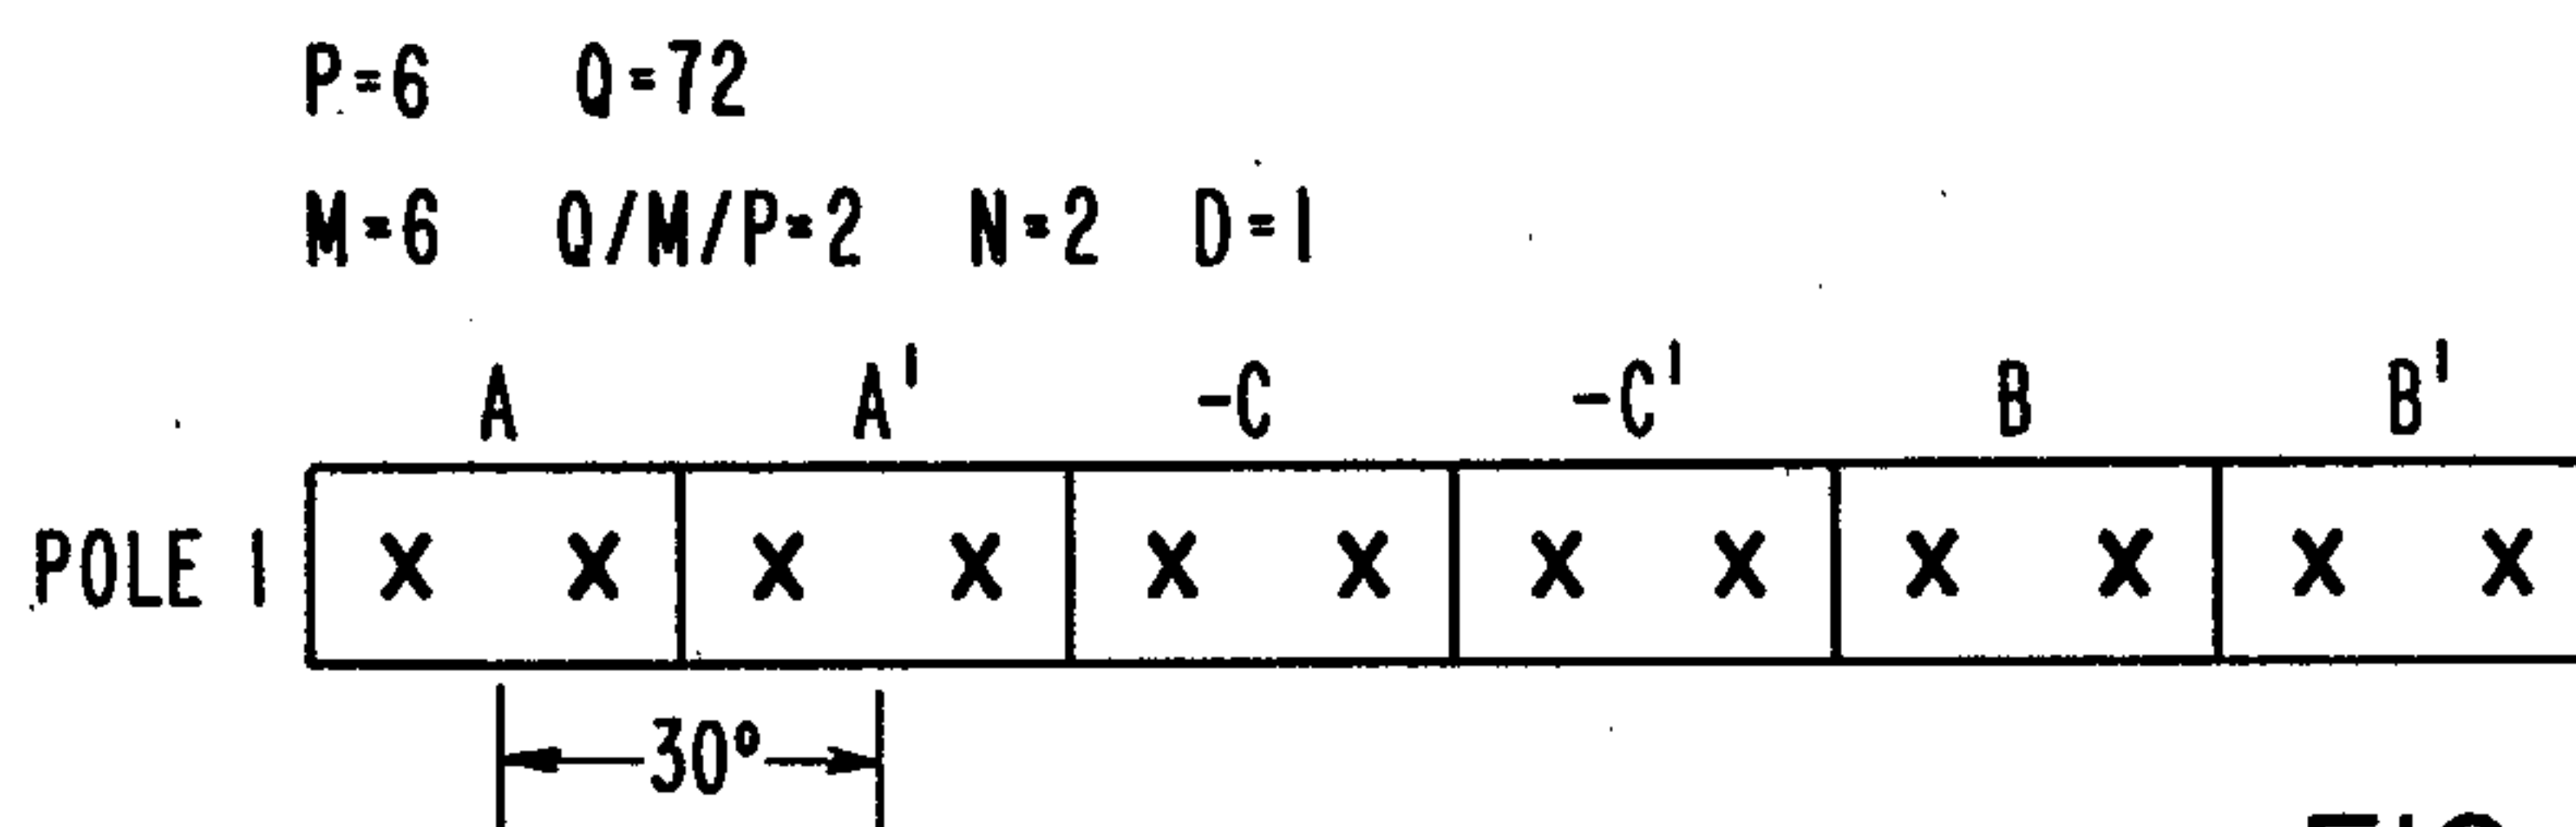 P=6 Q=72
M=6 Q/M/P=2 N=2 D=1
A A' -C -C' B B'
POLE 1 X X X X X X X X X X X X
30°